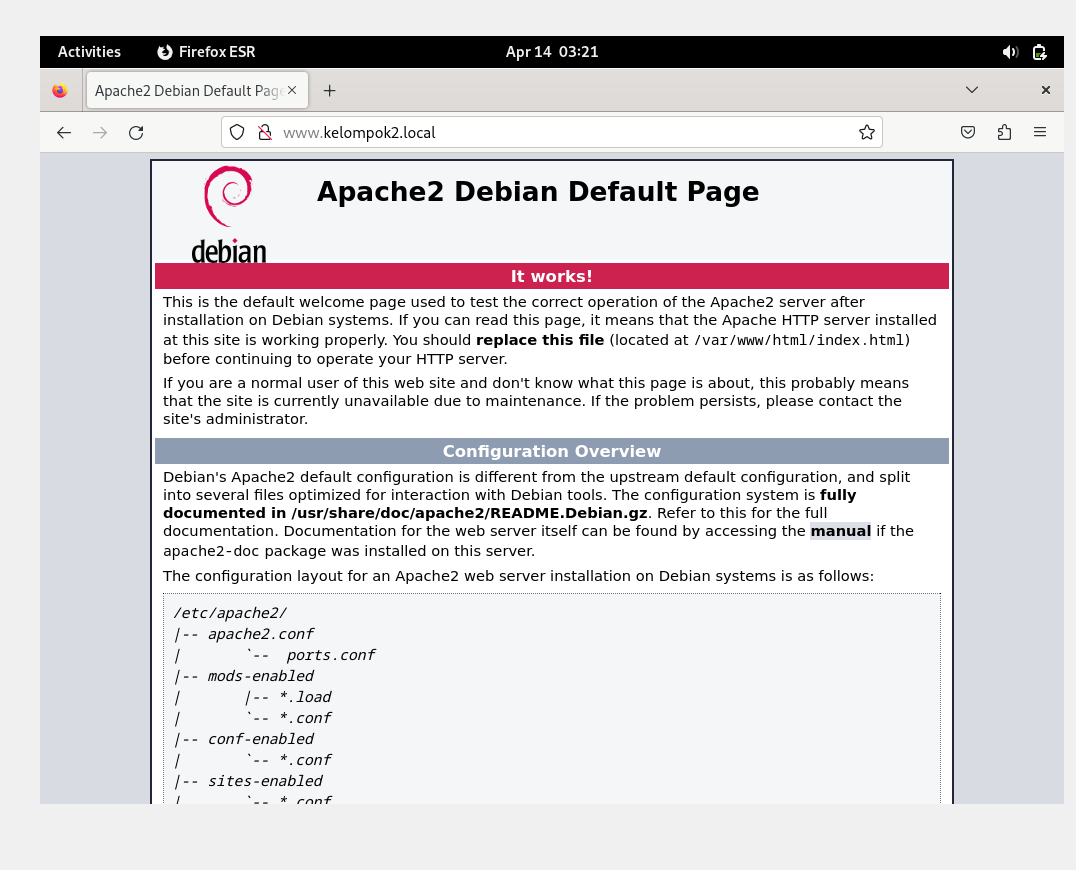 Activities Firefox ESR Apr 14 03:21
Apache2 Debian Default Page
www.kelompok2.local
debian
Apache2 Debian Default Page
It works!
This is the default welcome page used to test the correct operation of the Apache2 server after
installation on Debian systems. If you can read this page, it means that the Apache HTTP server installed
at this site is working properly. You should replace this file (located at /var/www/html/index.html)
before continuing to operate your HTTP server.
If you are a normal user of this web site and don't know what this page is about, this probably means
that the site is currently unavailable due to maintenance. If the problem persists, please contact the
site's administrator.
Configuration Overview
Debian's Apache2 default configuration is different from the upstream default configuration, and split
into several files optimized for interaction with Debian tools. The configuration system is fully
documented in /usr/share/doc/apache2/README.Debian.gz. Refer to this for the full
documentation. Documentation for the web server itself can be found by accessing the manual if the
apache2-doc package was installed on this server.
The configuration layout for an Apache2 web server installation on Debian systems is as follows:
/etc/apache2/
|-- apache2.conf
|       `--  ports.conf
|-- mods-enabled
|       |-- *.load
|       `-- *.conf
|-- conf-enabled
|       `-- *.conf
|-- sites-enabled
|       `-- *.conf